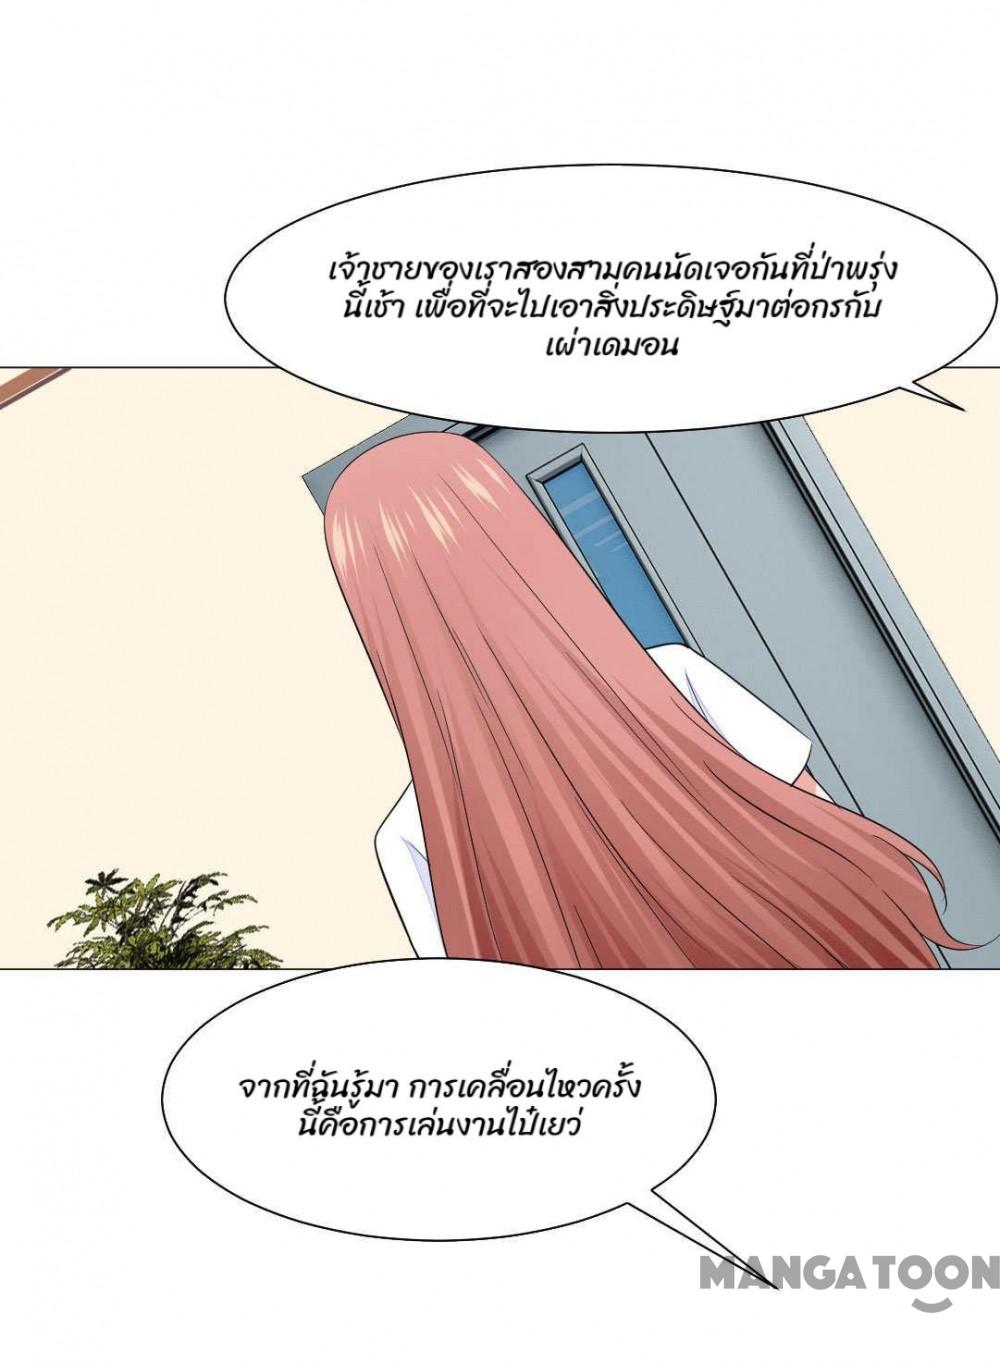 เจ้าชายของเราสองสามคนนัดเจอกันที่ป่าพรุ่ง
นี้เช้า เพื่อที่จะไปเอาสิ่งประดิษฐ์มาต่อกรกับ
เผ่าเดมอน
จากที่ฉันรู้มา การเคลื่อนไหวครั้ง
นี้คือการเล่นงานไป๋เยว่
MANGATOON